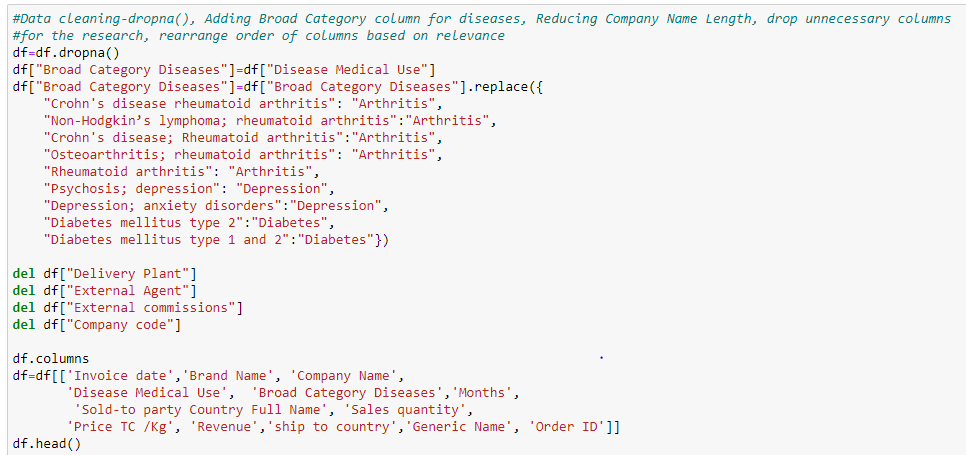 #Data cleaning-dropna(), Adding Broad Category column for diseases, Reducing Company Name Length, drop unnecessary columns
#for the research, rearrange order of columns based on relevance
df=df.dropna()
df["Broad Category Diseases"]=df["Disease Medical Use"]
df["Broad Category Diseases"]=df["Broad Category Diseases"].replace({
    "Crohn's disease rheumatoid arthritis": "Arthritis",
    "Non-Hodgkin’s lymphoma; rheumatoid arthritis":"Arthritis",
    "Crohn's disease; Rheumatoid arthritis":"Arthritis",
    "Osteoarthritis; rheumatoid arthritis": "Arthritis",
    "Rheumatoid arthritis": "Arthritis",
    "Psychosis; depression": "Depression",
    "Depression; anxiety disorders":"Depression",
    "Diabetes mellitus type 2":"Diabetes",
    "Diabetes mellitus type 1 and 2":"Diabetes"})

del df["Delivery Plant"]
del df["External Agent"]
del df["External commissions"]
del df["Company code"]

df.columns
df=df[['Invoice date','Brand Name', 'Company Name',
       'Disease Medical Use',  'Broad Category Diseases','Months',
        'Sold-to party Country Full Name', 'Sales quantity',
       'Price TC /Kg', 'Revenue','ship to country','Generic Name', 'Order ID']]
df.head()